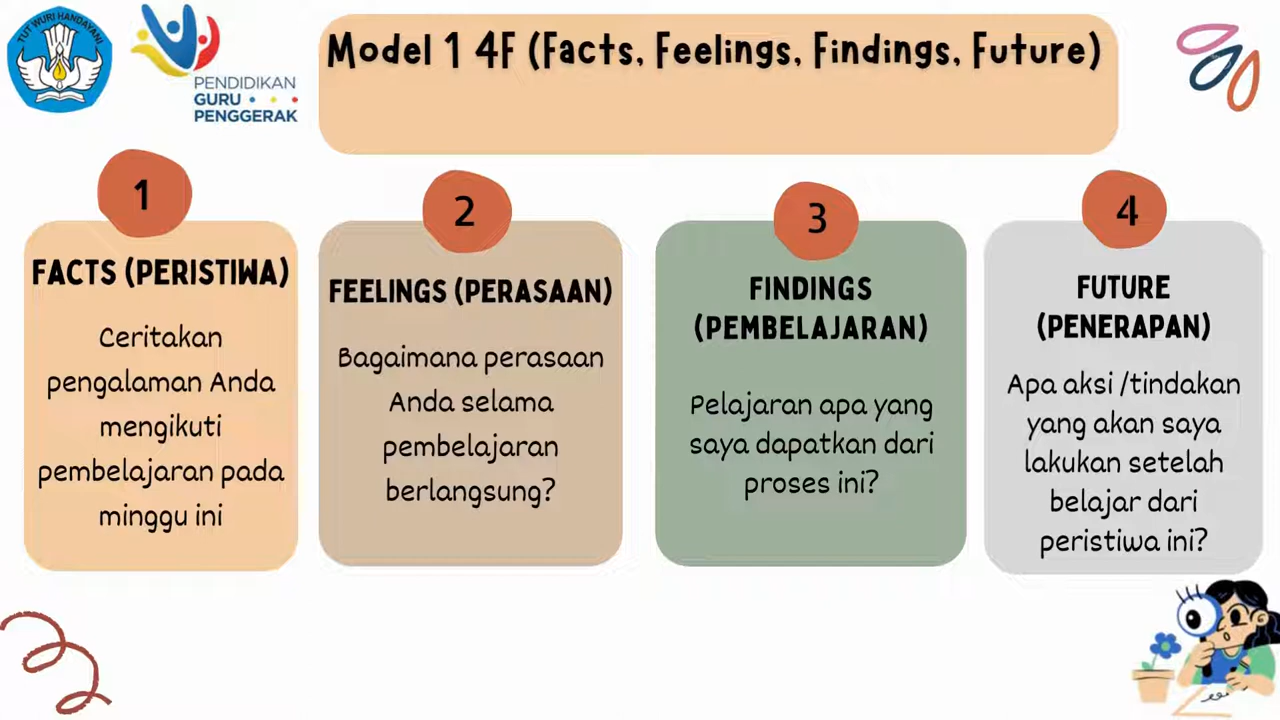 TUT WURI HANDAYANI
PENDIDIKAN
GURU
PENGGERAK
Model 1 4F (Facts, Feelings, Findings, Future)
1
FACTS (PERISTIWA)
Ceritakan
pengalaman Anda
mengikuti
pembelajaran pada
minggu ini
2
FEELINGS (PERASAAN)
Bagaimana perasaan
Anda selama
pembelajaran
berlangsung?
3
FINDINGS
(PEMBELAJARAN)
Pelajaran apa yang
saya dapatkan dari
proses ini?
4
FUTURE
(PENERAPAN)
Apa aksi /tindakan
yang akan saya
lakukan setelah
belajar dari
peristiwa ini?